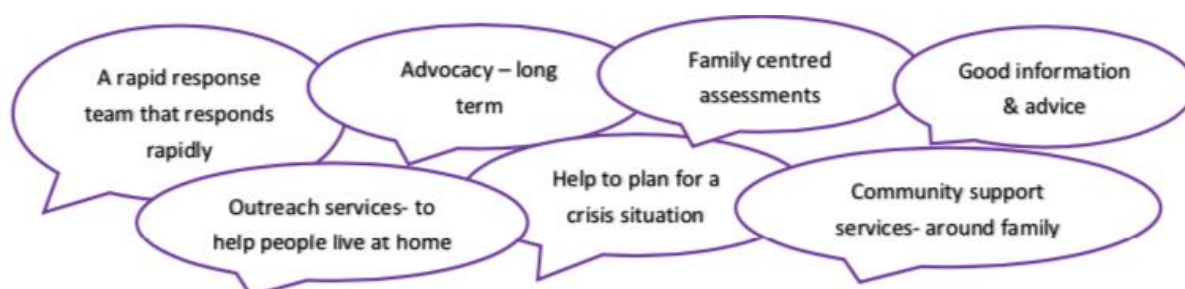 A rapid response
team that responds
rapidly
Advocacy – long
term
Family centred
assessments
Good information
& advice
Outreach services- to
help people live at home
Help to plan for a
crisis situation
Community support
services- around family